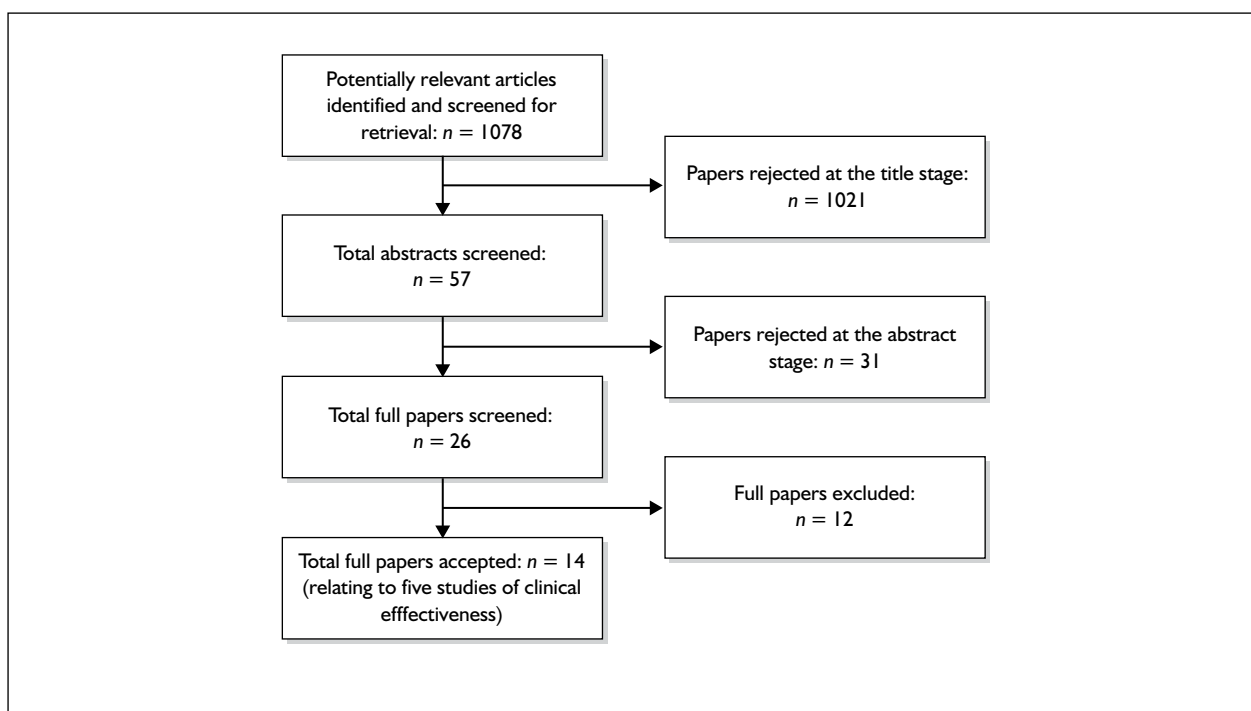 Potentially relevant articles
identified and screened for
retrieval: n = 1078
Papers rejected at the title stage:
n = 1021
Total abstracts screened:
n = 57
Papers rejected at the abstract
stage: n = 31
Total full papers screened:
n = 26
Full papers excluded:
n = 12
Total full papers accepted: n = 14
(relating to five studies of clinical
efffectiveness)